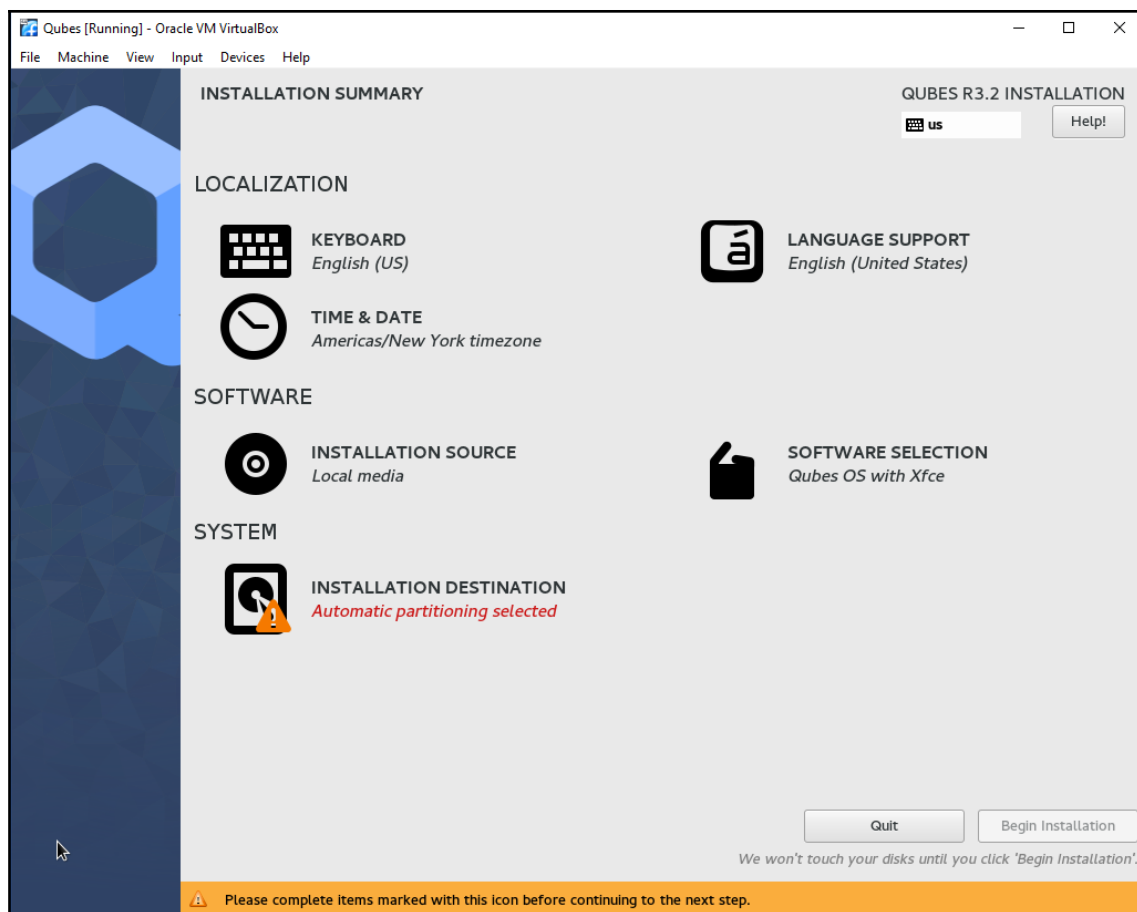 Qubes [Running] - Oracle VM VirtualBox
File Machine View Input Devices Help
INSTALLATION SUMMARY
QUBES R3.2 INSTALLATION
us
Help!
LOCALIZATION
KEYBOARD
English (US)
LANGUAGE SUPPORT
English (United States)
TIME & DATE
Americas/New York timezone
SOFTWARE
INSTALLATION SOURCE
Local media
SOFTWARE SELECTION
Qubes OS with Xfce
SYSTEM
INSTALLATION DESTINATION
Automatic partitioning selected
Quit
Begin Installation
We won't touch your disks until you click 'Begin Installation'.
Please complete items marked with this icon before continuing to the next step.